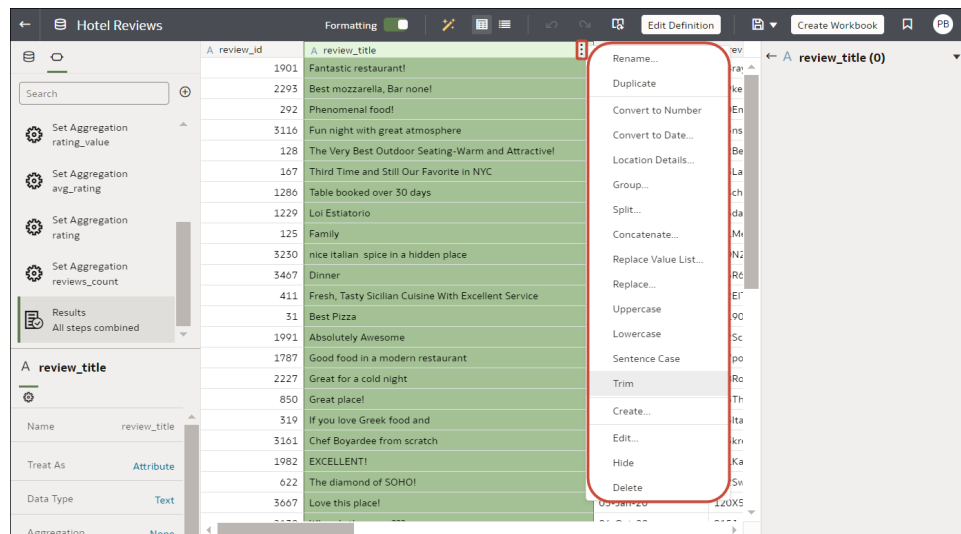 Hotel Reviews
Formatting
Edit Definition
Create Workbook
PB
Search
Set Aggregation
rating_value
Set Aggregation
avg_rating
Set Aggregation
rating
Set Aggregation
reviews_count
Results
All steps combined
A review_title
Name review_title
Treat As Attribute
Data Type Text
Aggregation None
A review_id A review_title
1901 Fantastic restaurant!
2293 Best mozzarella, Bar none!
292 Phenomenal food!
3116 Fun night with great atmosphere
128 The Very Best Outdoor Seating-Warm and Attractive!
167 Third Time and Still Our Favorite in NYC
1286 Table booked over 30 days
1229 Loi Estiatorio
125 Family
3230 nice italian spice in a hidden place
3467 Dinner
411 Fresh, Tasty Sicilian Cuisine With Excellent Service
31 Best Pizza
1991 Absolutely Awesome
1787 Good food in a modern restaurant
2227 Great for a cold night
850 Great place!
319 If you love Greek food and
3161 Chef Boyardee from scratch
1982 EXCELLENT!
622 The diamond of SOHO!
3667 Love this place!
Rename...
Duplicate
Convert to Number
Convert to Date...
Location Details...
Group...
Split...
Concatenate...
Replace Value List...
Replace...
Uppercase
Lowercase
Sentence Case
Trim
Create...
Edit...
Hide
Delete
A review_title (0)